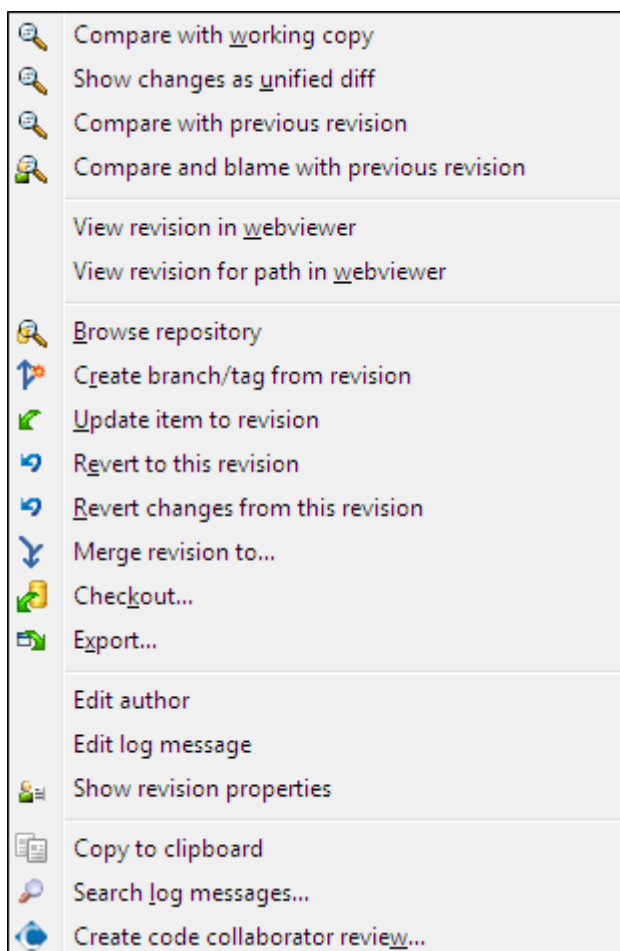 Compare with working copy
Show changes as unified diff
Compare with previous revision
Compare and blame with previous revision
View revision in webviewer
View revision for path in webviewer
Browse repository
Create branch/tag from revision
Update item to revision
Revert to this revision
Revert changes from this revision
Merge revision to...
Checkout...
Export...
Edit author
Edit log message
Show revision properties
Copy to clipboard
Search log messages...
Create code collaborator review...